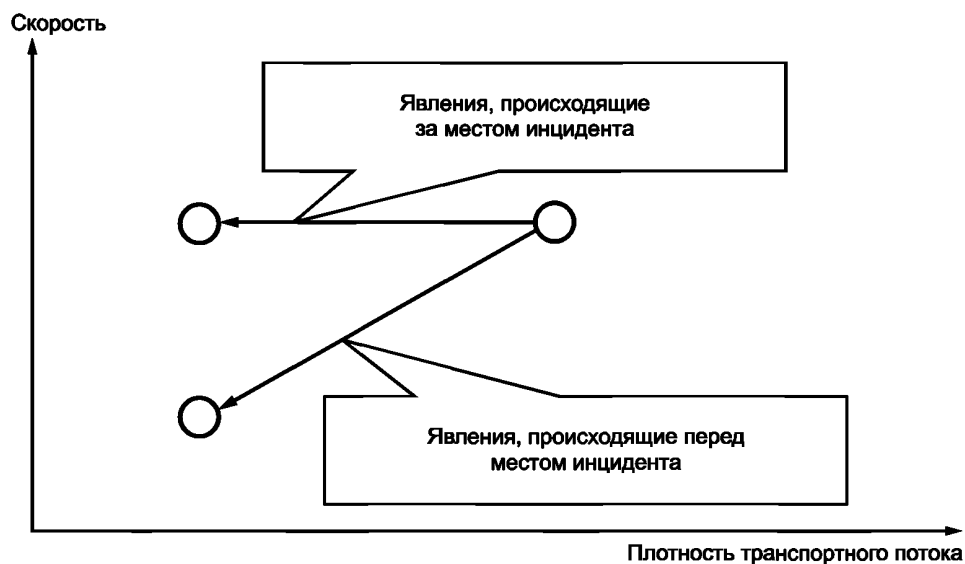 Скорость
Явления, происходящие
за местом инцидента
Явления, происходящие перед
местом инцидента
Плотность транспортного потока